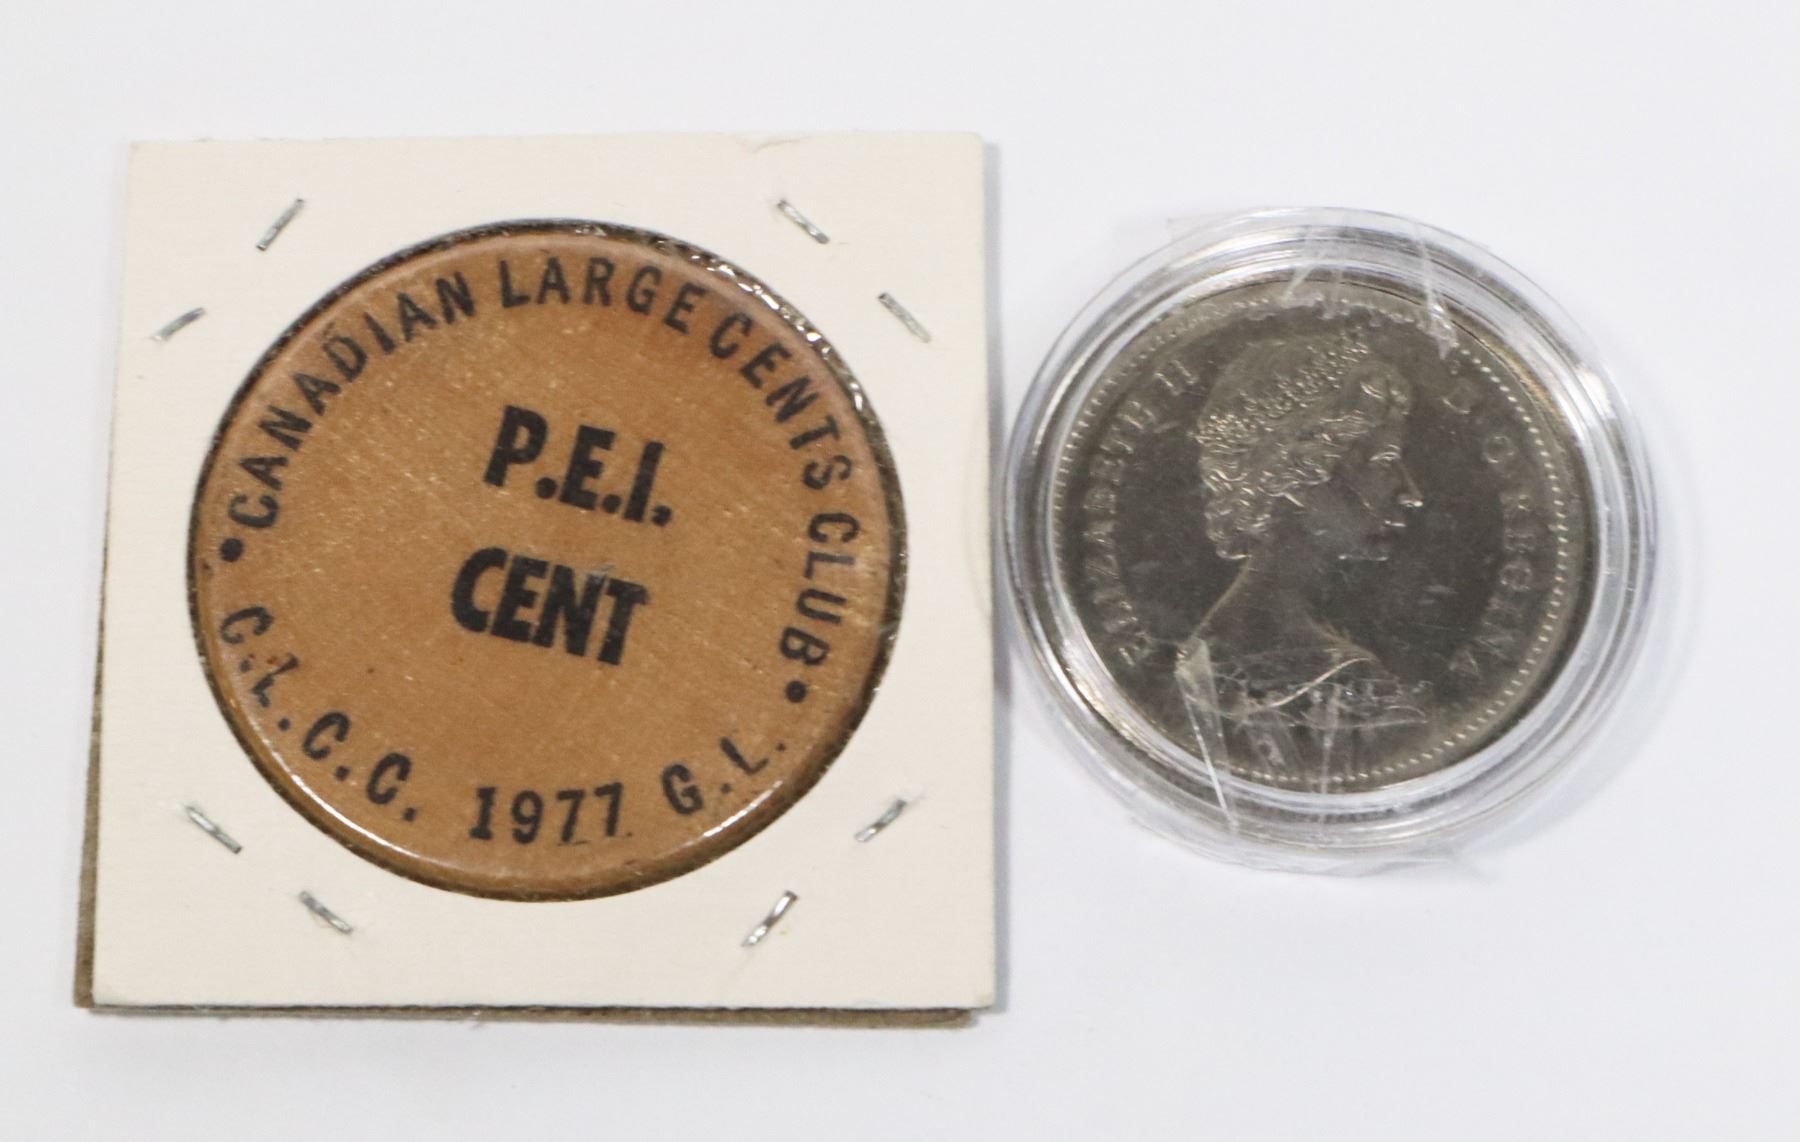 • CANADIAN LARGE CENTS CLUB •
P.E.I.
CENT
C.L.C.C. 1977 G.L.
ELIZABETH II D·G·REGINA